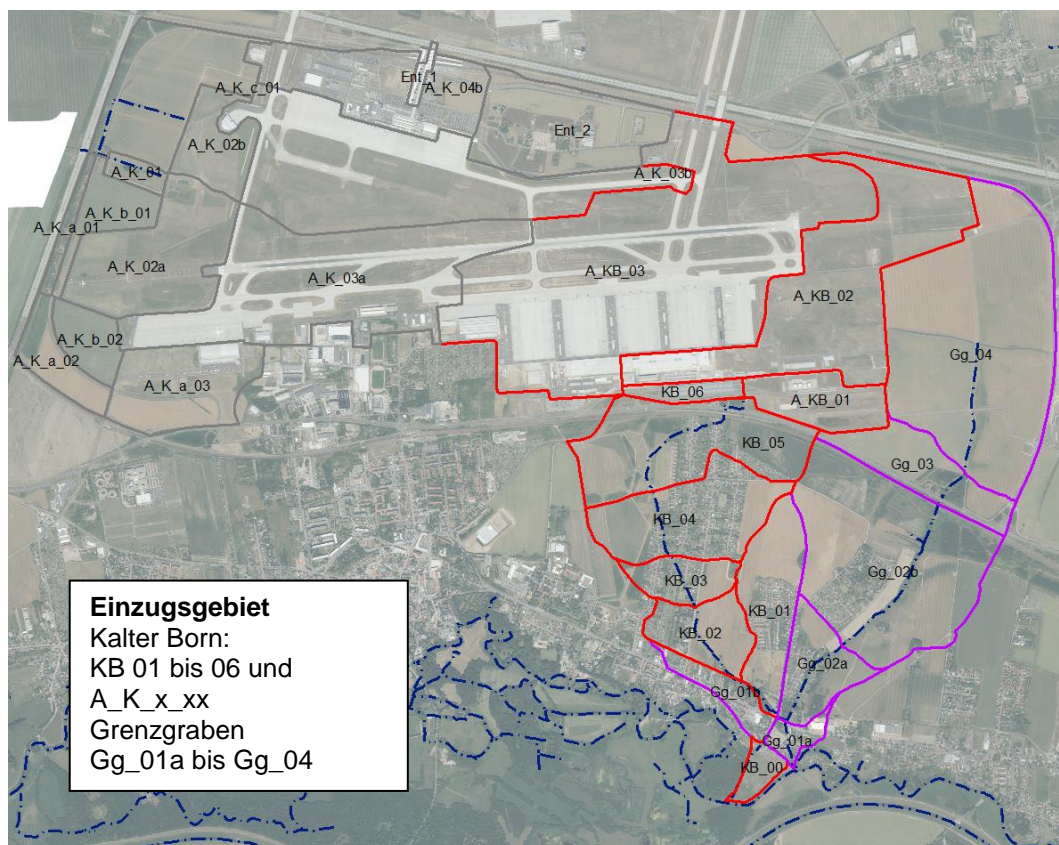 Ent_1
A_K_c_01
A_K_04b
Ent_2
A_K_02b
A_K_01
A_K_03b
A_K_b_01
A_K_a_01
A_K_02a
A_K_03a
A_KB_03
A_KB_02
A_K_b_02
A_K_a_02
A_K_a_03
Gg_04
KB_06
A_KB_01
KB_05
Gg_03
KB_04
Gg_02b
KB_03
KB_01
KB_02
Gg_02a
Gg_01b
Gg_01a
KB_00
Einzugsgebiet
Kalter Born:
KB 01 bis 06 und
A_K_x_xx
Grenzgraben
Gg_01a bis Gg_04